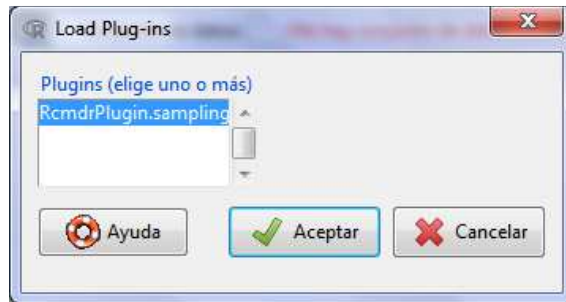 Load Plug-ins
Plugins (elige uno o más)
RcmdrPlugin.sampling
Ayuda
Aceptar
Cancelar